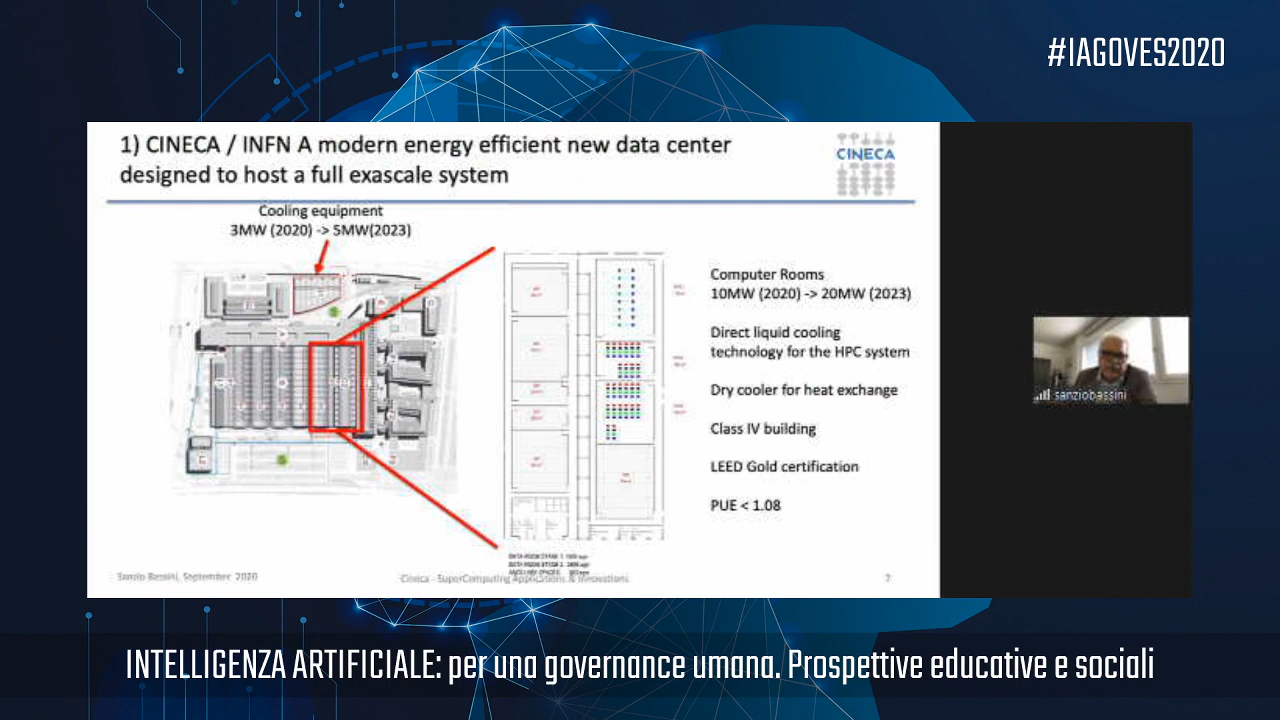 #IAGOVES2020
1) CINECA / INFN A modern energy efficient new data center
designed to host a full exascale system
CINECA
Cooling equipment
3MW (2020) -> 5MW(2023)
Computer Rooms
10MW (2020) -> 20MW (2023)
Direct liquid cooling
technology for the HPC system
Dry cooler for heat exchange
Class IV building
LEED Gold certification
PUE < 1.08
sanziobassini
Sanzio Bassini, September 2020
Cineca - SuperComputing Applications & Innovations
7
INTELLIGENZA ARTIFICIALE: per una governance umana. Prospettive educative e sociali